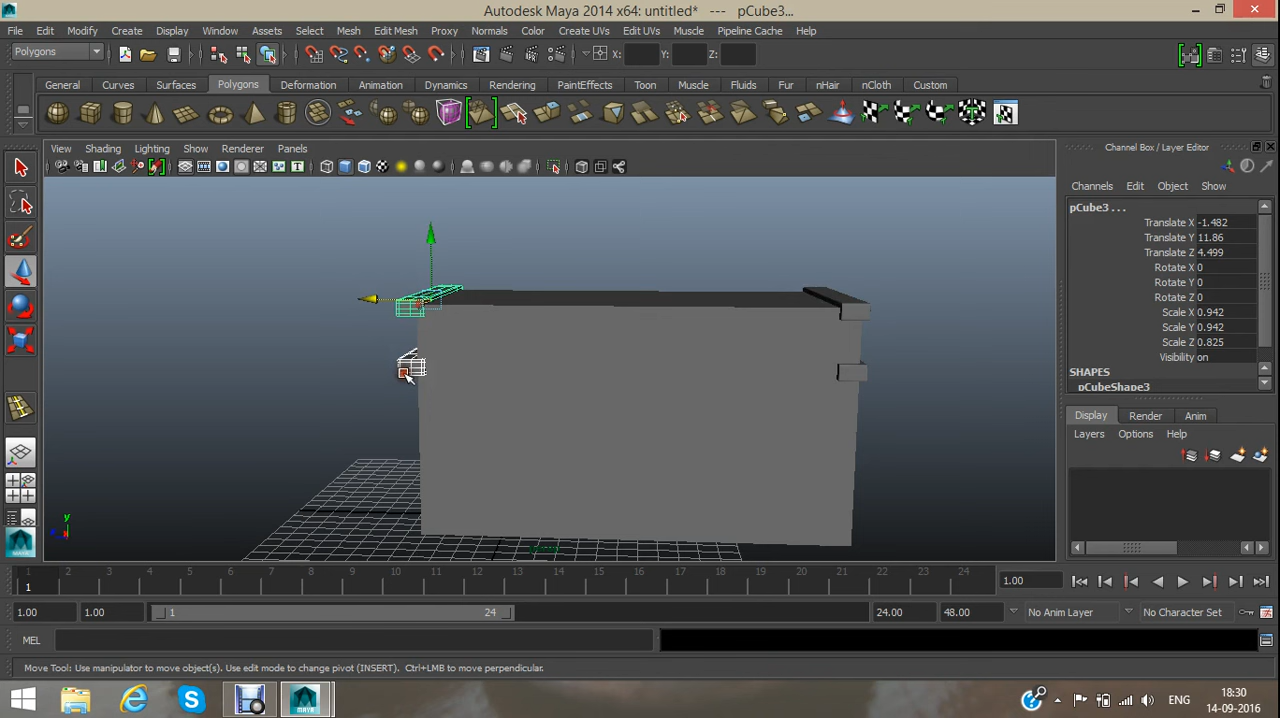 Autodesk Maya 2014 x64: untitled*   ---   pCube3...
File Edit Modify Create Display Window Assets Select Mesh Edit Mesh Proxy Normals Color Create UVs Edit UVs Muscle Pipeline Cache Help
Polygons X: Y: Z:
General Curves Surfaces Polygons Deformation Animation Dynamics Rendering PaintEffects Toon Muscle Fluids Fur nHair nCloth Custom
View Shading Lighting Show Renderer Panels
Channel Box / Layer Editor
Channels Edit Object Show
pCube3 ...
Translate X -1.482
Translate Y 11.86
Translate Z 4.499
Rotate X 0
Rotate Y 0
Rotate Z 0
Scale X 0.942
Scale Y 0.942
Scale Z 0.825
Visibility on
SHAPES
pCubeShape3
Display Render Anim
Layers Options Help
y
1 2 3 4 5 6 7 8 9 10 11 12 13 14 15 16 17 18 19 20 21 22 23 24
1 1.00
1.00 1.00 1 24 24.00 48.00 No Anim Layer No Character Set
MEL
Move Tool: Use manipulator to move object(s). Use edit mode to change pivot (INSERT).  Ctrl+LMB to move perpendicular.
ENG
18:30
14-09-2016